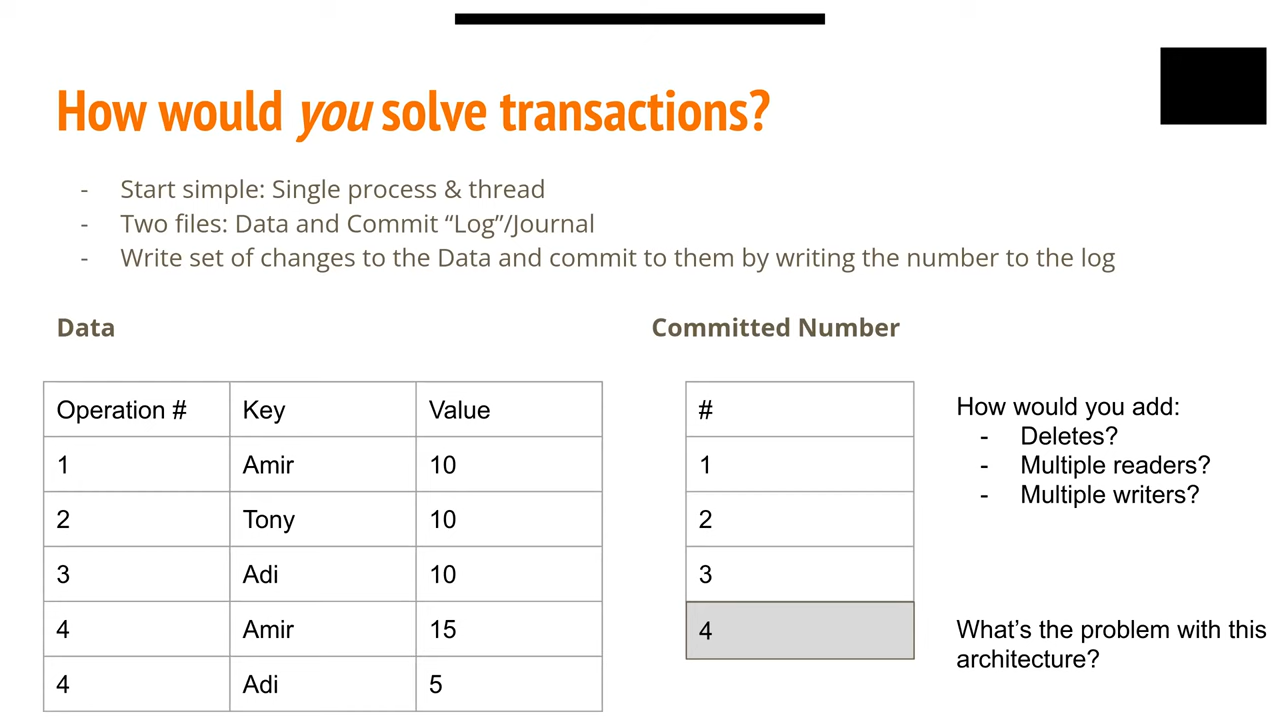 How would you solve transactions?
- Start simple: Single process & thread
- Two files: Data and Commit “Log”/Journal
- Write set of changes to the Data and commit to them by writing the number to the log
Data
Operation # Key Value
1 Amir 10
2 Tony 10
3 Adi 10
4 Amir 15
4 Adi 5
Committed Number
#
1
2
3
4
How would you add:
- Deletes?
- Multiple readers?
- Multiple writers?
What’s the problem with this
architecture?